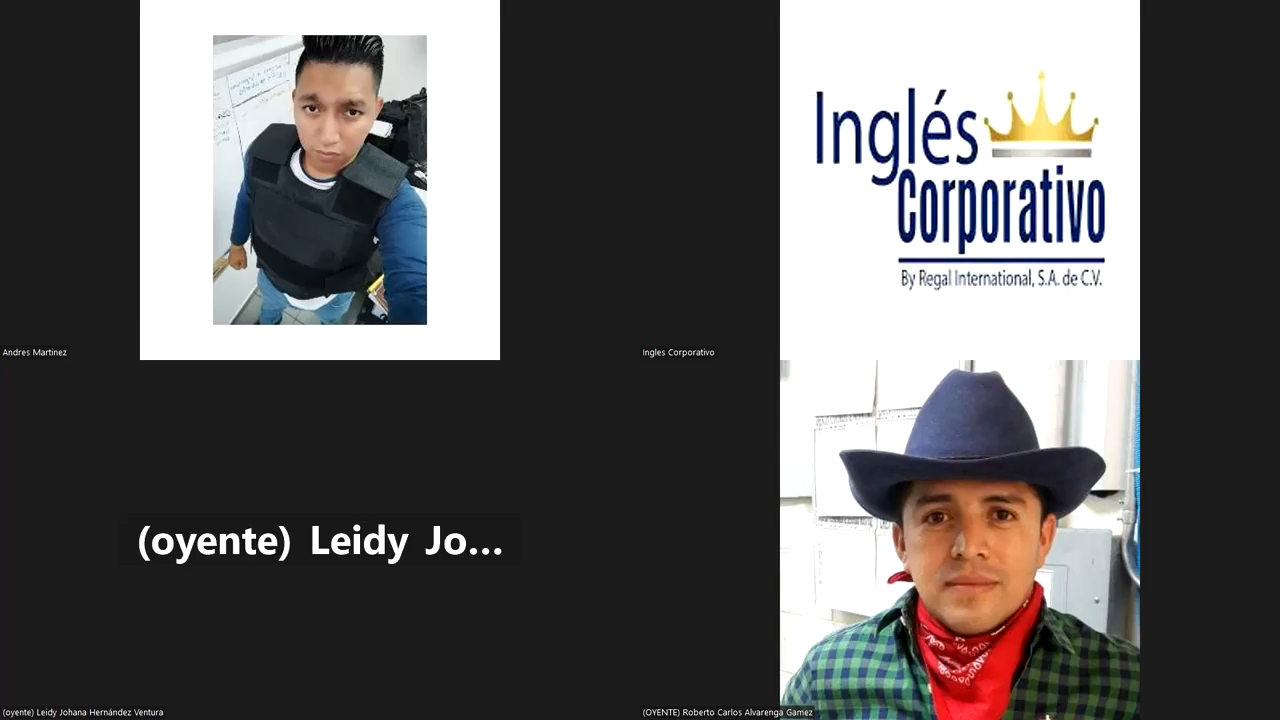 Andres Martinez
Inglés
Corporativo
By Regal International, S.A. de C.V.
Ingles Corporativo
(oyente) Leidy Jo...
(oyente) Leidy Johana Hernández Ventura
(OYENTE) Roberto Carlos Alvarenga Gamez